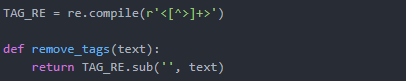 TAG_RE = re.compile(r'<[^>]+>')
def remove_tags(text):
    return TAG_RE.sub('', text)